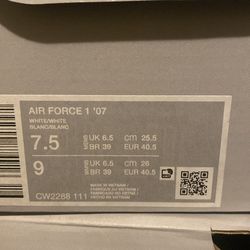 AIR FORCE 1 '07
WHITE/WHITE
BLANC/BLANC
7.5 UK 6.5 cm 25.5
BR 39 EUR 40.5
9 UK 6.5 cm 26
BR 39 EUR 40.5
CW2288 111
MADE IN VIETNAM